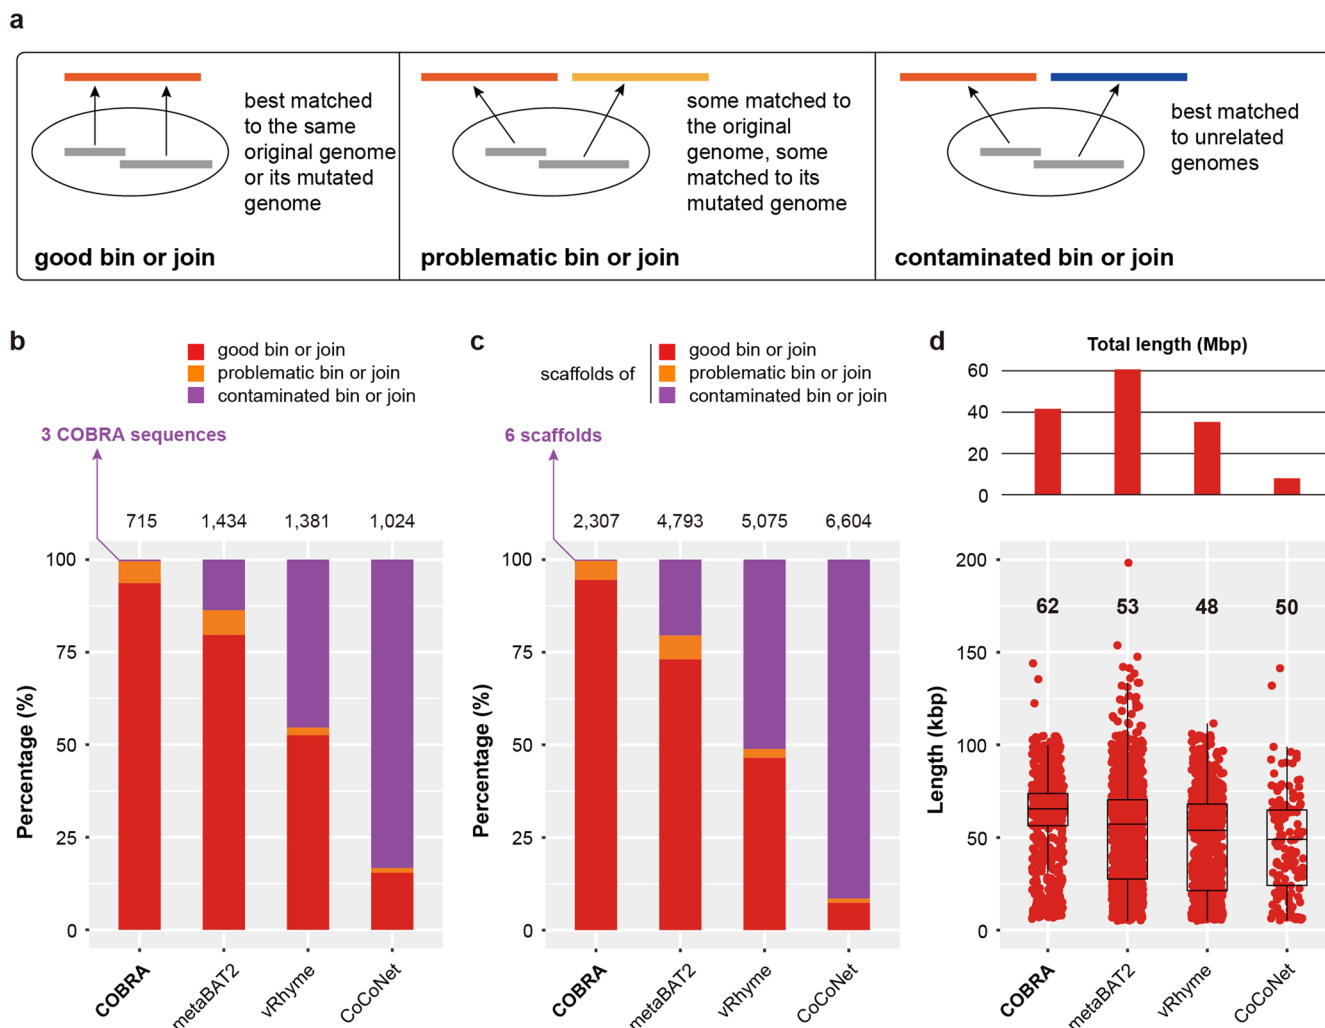 a
best matched
to the same
original genome
or its mutated
genome
good bin or join
some matched to
the original
genome, some
matched to its
mutated genome
problematic bin or join
best matched
to unrelated
genomes
contaminated bin or join
b
good bin or join
problematic bin or join
contaminated bin or join
3 COBRA sequences
715 1,434 1,381 1,024
100
75
50
25
0
Percentage (%)
COBRA
metaBAT2
vRhyme
CoCoNet
c
scaffolds of
good bin or join
problematic bin or join
contaminated bin or join
6 scaffolds
2,307 4,793 5,075 6,604
100
75
50
25
0
Percentage (%)
COBRA
metaBAT2
vRhyme
CoCoNet
d
Total length (Mbp)
60
40
20
0
200
150
100
50
0
62 53 48 50
Length (kbp)
COBRA
metaBAT2
vRhyme
CoCoNet